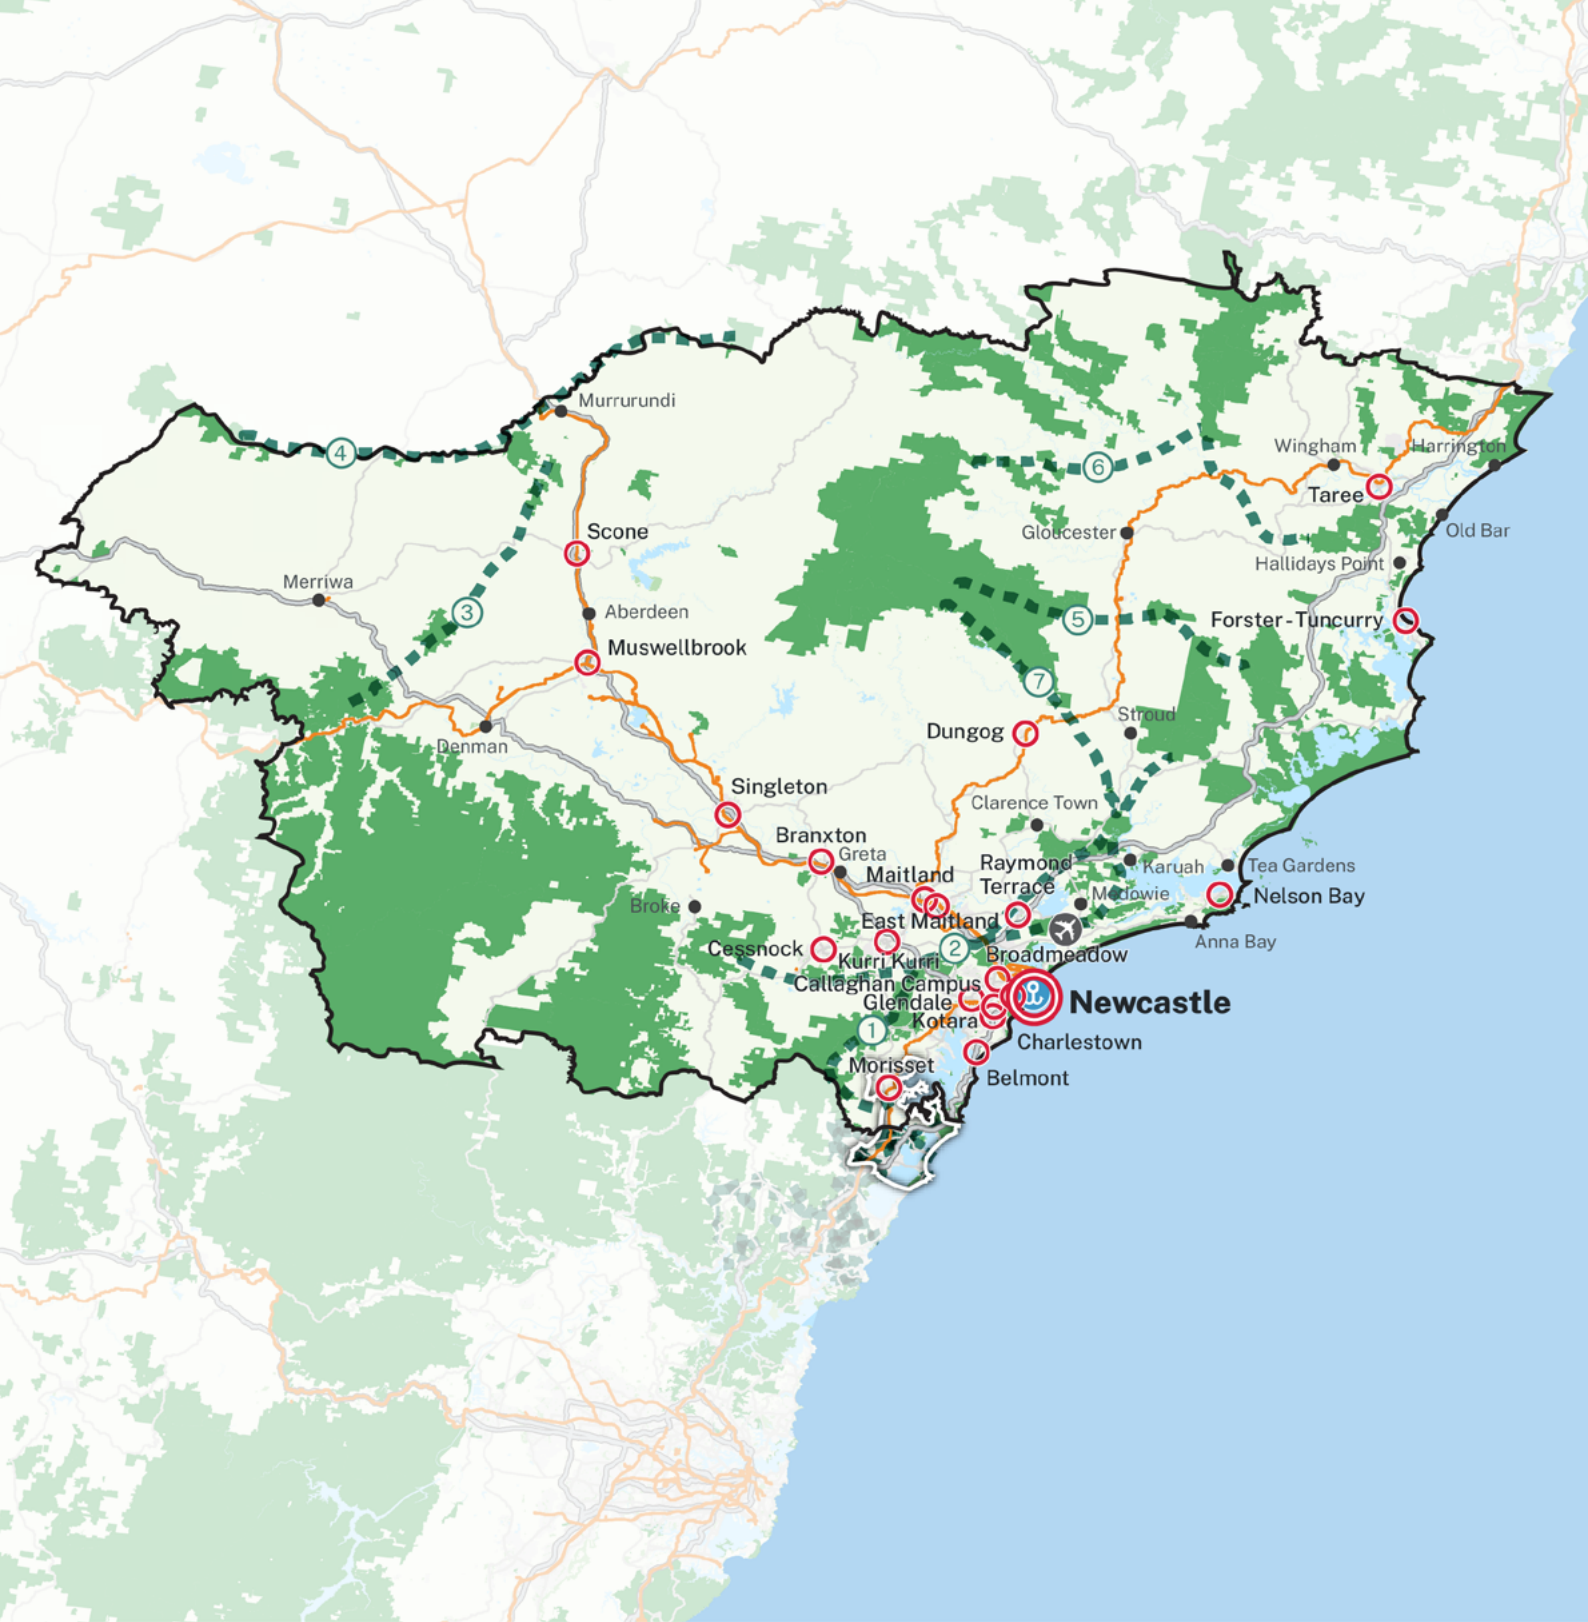 Murrurundi
4
Wingham
Harrington
6
Taree
Scone
Gloucester
Old Bar
Hallidays Point
Merriwa
3
Aberdeen
5
Forster-Tuncurry
Muswellbrook
7
Stroud
Dungog
Denman
Singleton
Clarence Town
Branxton
Greta
Raymond
Terrace
Karuah
Tea Gardens
Maitland
Medowie
Nelson Bay
Broke
East Maitland
Anna Bay
Cessnock
2
Broadmeadow
Kurri Kurri
Callaghan Campus
Glendale
Newcastle
Kotara
1
Charlestown
Morisset
Belmont